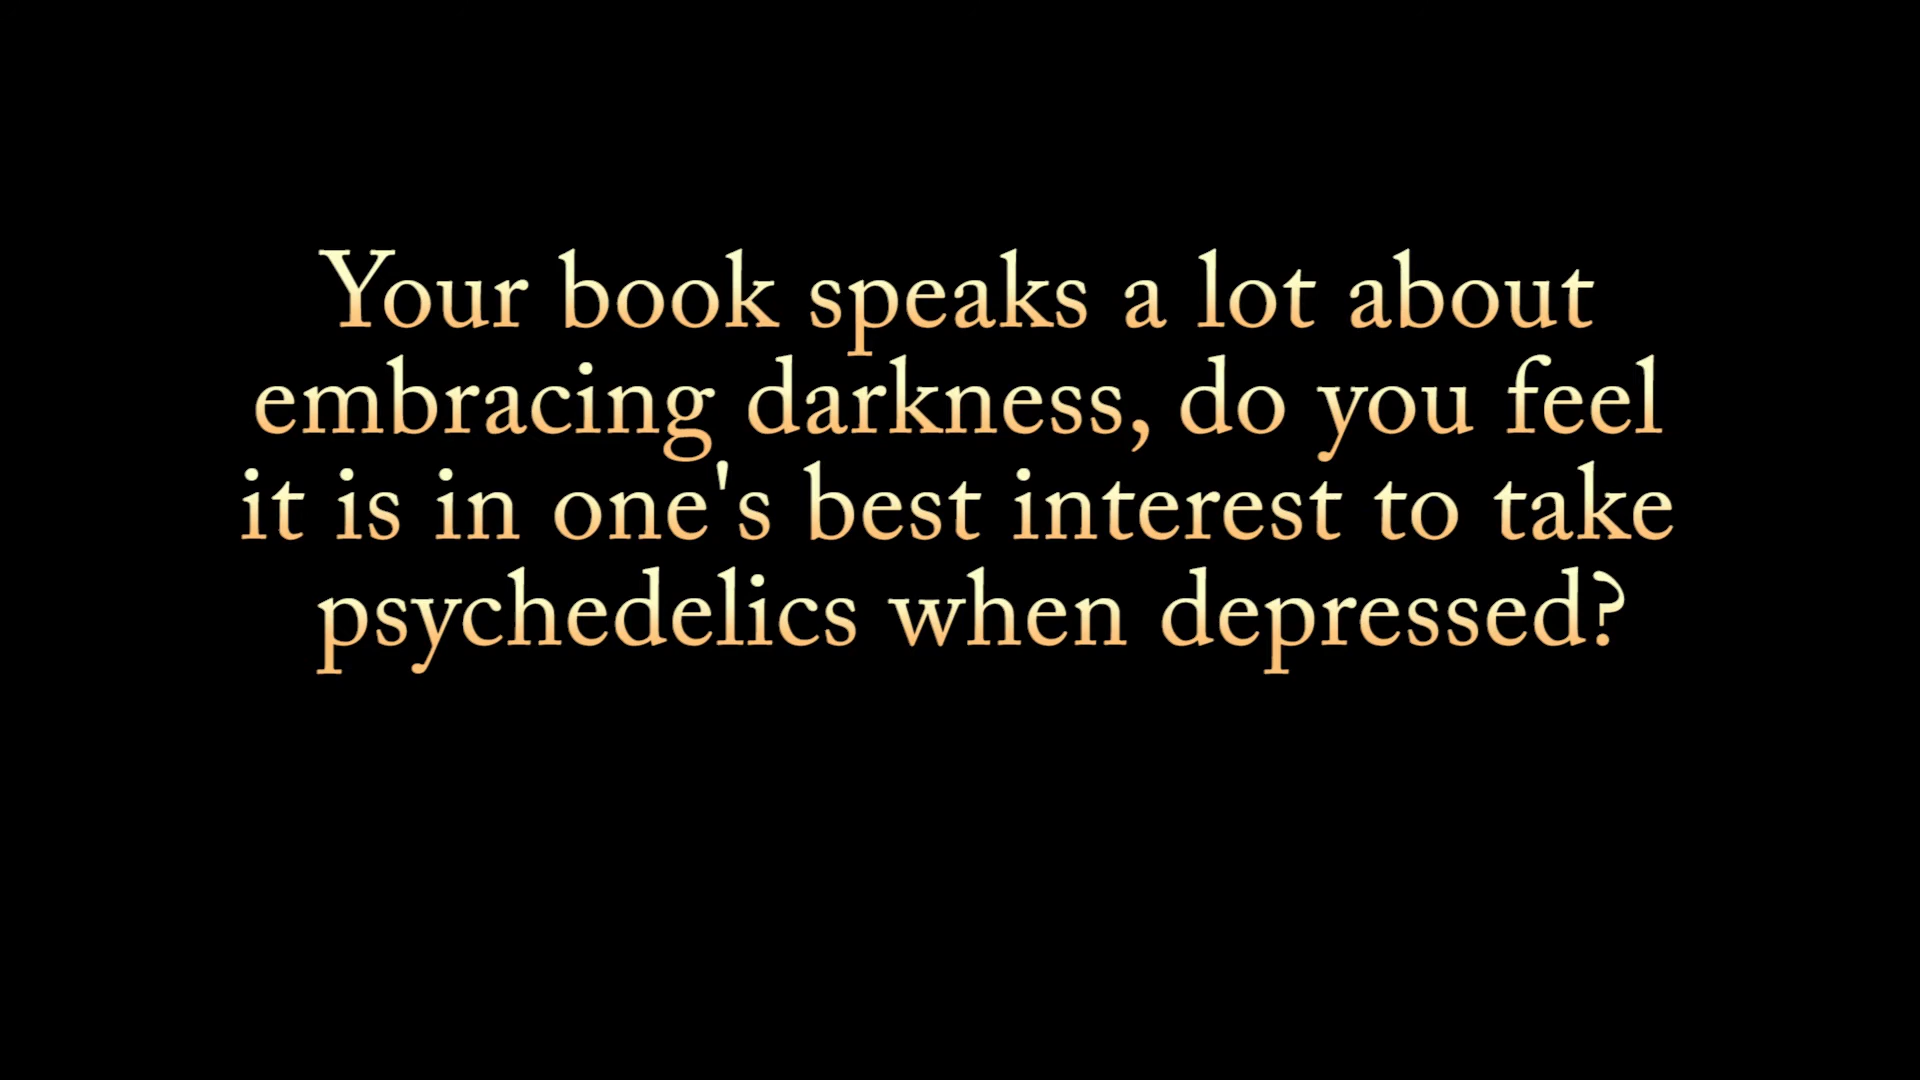 Your book speaks a lot about
embracing darkness, do you feel
it is in one's best interest to take
psychedelics when depressed?